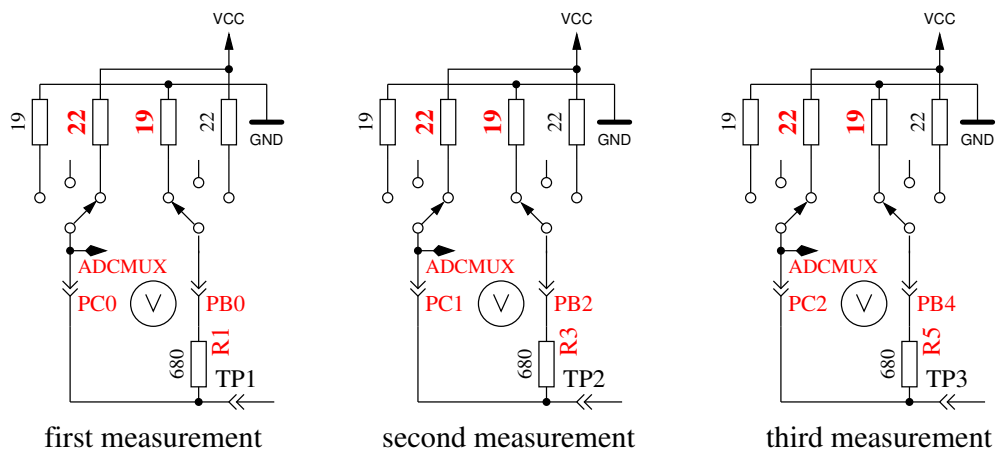 VCC
19
22
19
22
GND
ADCMUX
PC0
V
PB0
R1
680
TP1
first measurement
VCC
19
22
19
22
GND
ADCMUX
PC1
V
PB2
R3
680
TP2
second measurement
VCC
19
22
19
22
GND
ADCMUX
PC2
V
PB4
R5
680
TP3
third measurement